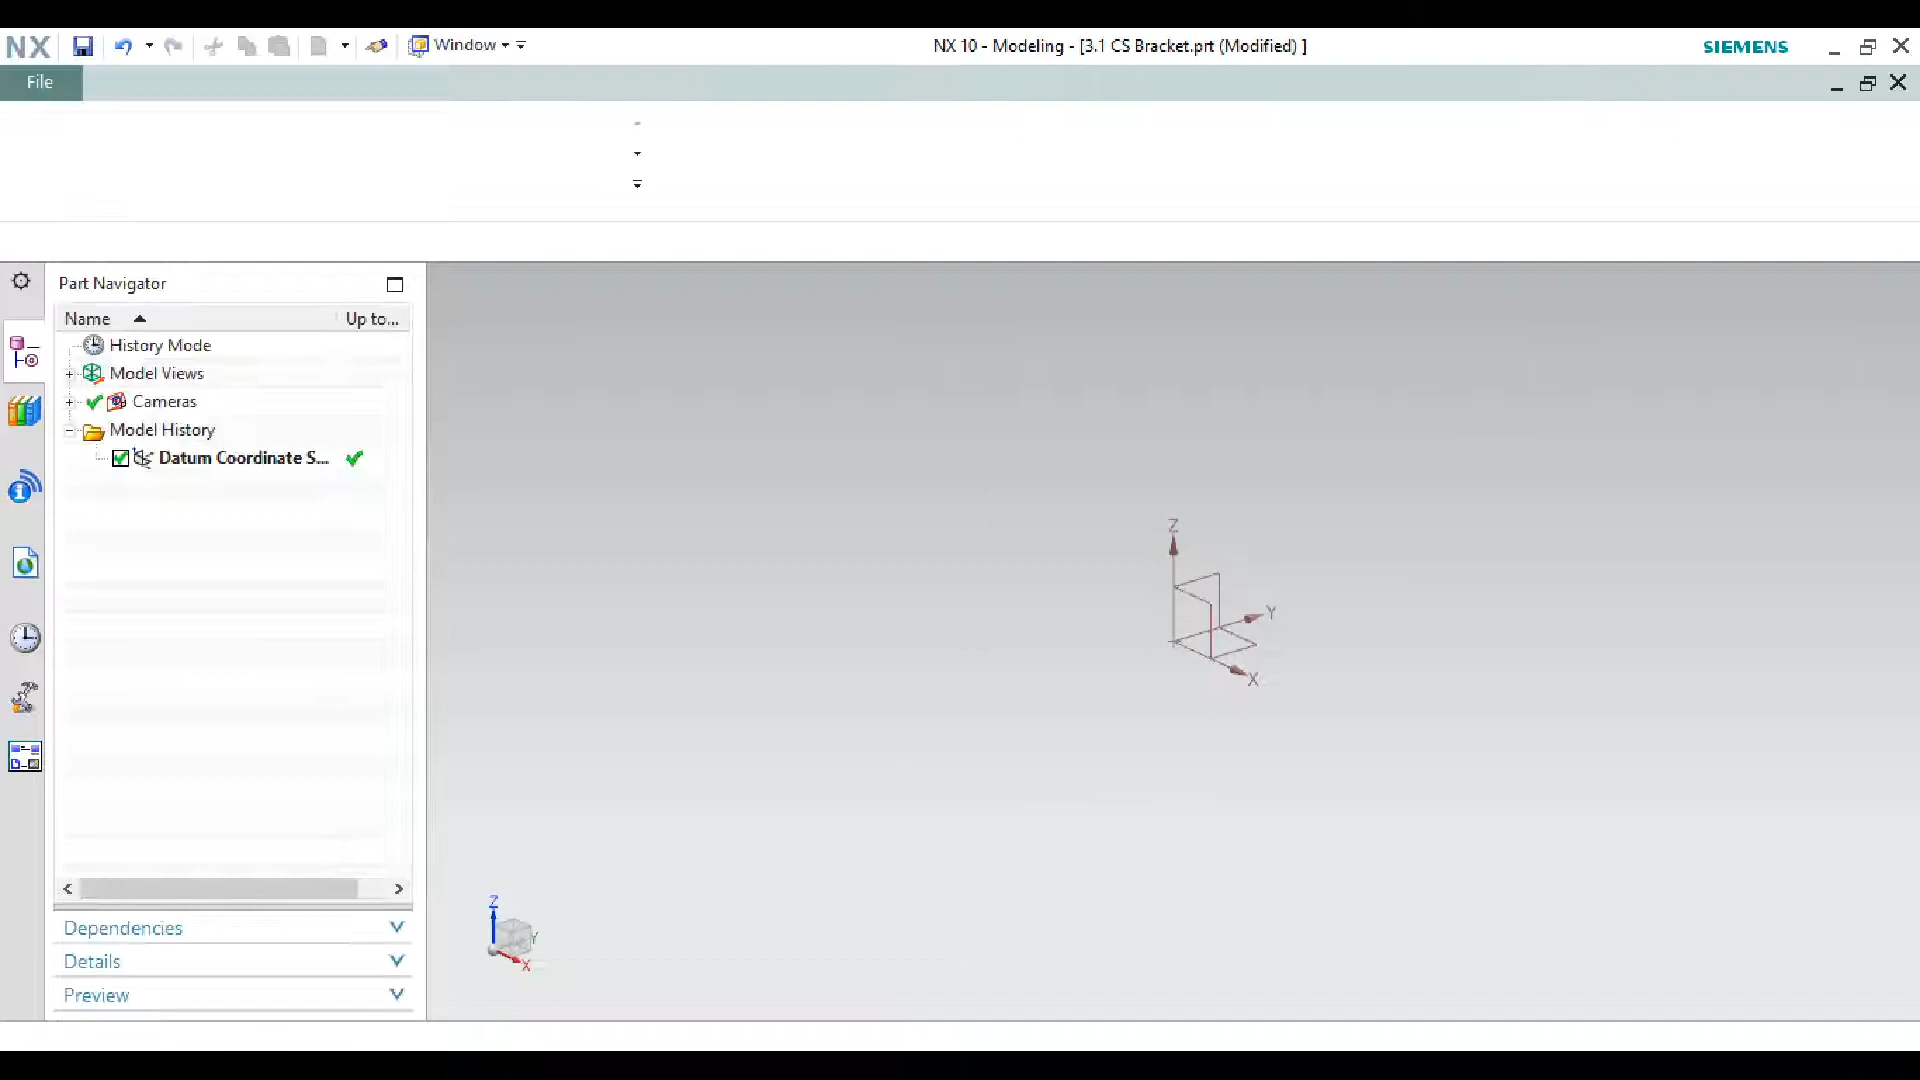 NX Window NX 10 - Modeling - [3.1 CS Bracket.prt (Modified) ] SIEMENS
File
Part Navigator
Name Up to...
History Mode
Model Views
Cameras
Model History
Datum Coordinate S...
Z
Y
X
Z
Y
X
Dependencies
Details
Preview